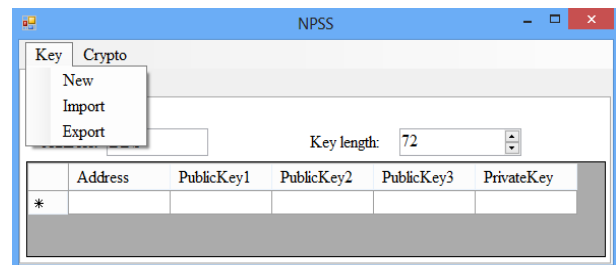 NPSS
Key Crypto
New
Import
Export
Key length: 72
Address PublicKey1 PublicKey2 PublicKey3 PrivateKey
*